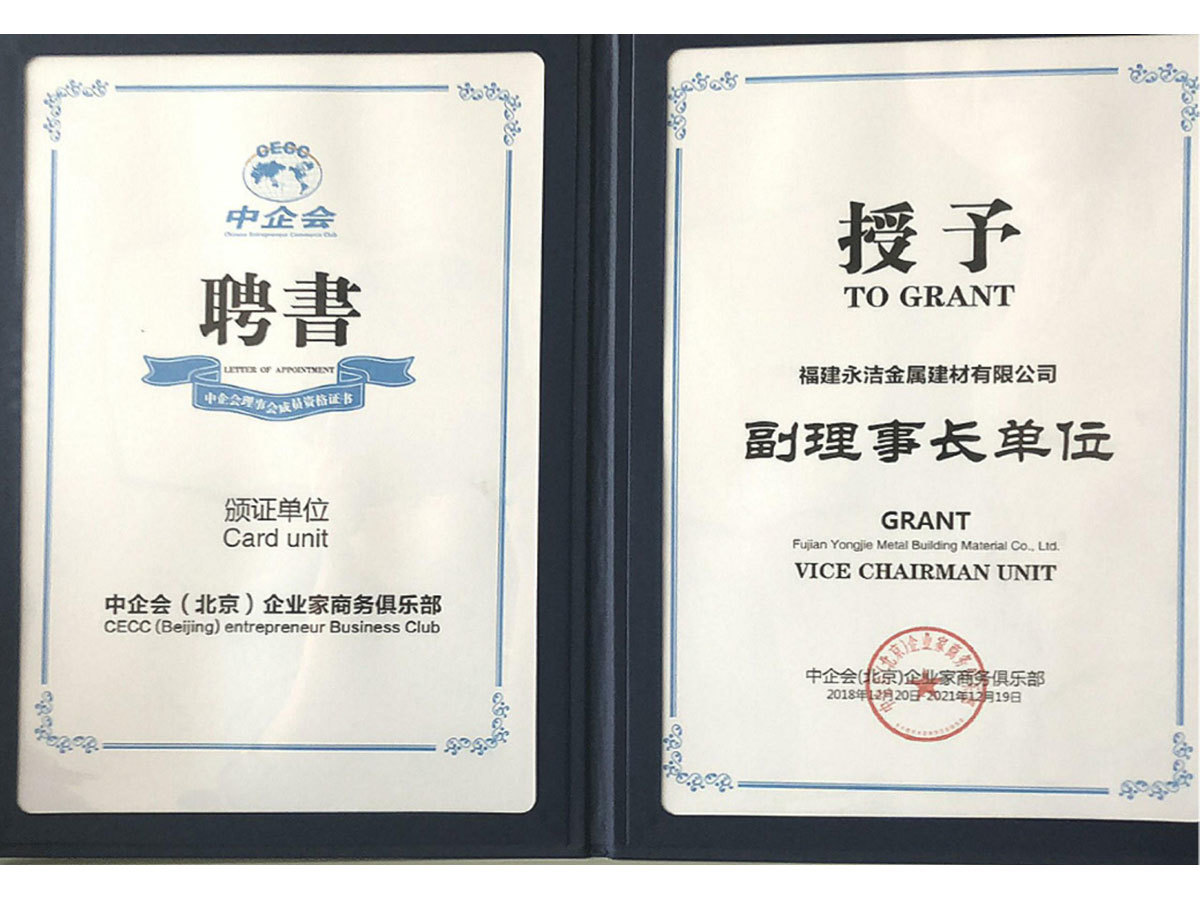 CECC
中企会
Chinese Entrepreneur Commerce Club
聘書
LETTER OF APPOINTMENT
中企会理事会成员资格证书
颁证单位
Card unit
中企会（北京）企业家商务俱乐部
CECC (Beijing) entrepreneur Business Club
授予
TO GRANT
福建永洁金属建材有限公司
副理事长单位
GRANT
Fujian Yongjie Metal Building Material Co., Ltd.
VICE CHAIRMAN UNIT
中企会(北京)企业家商务俱乐部
2018年12月20日-2021年12月19日